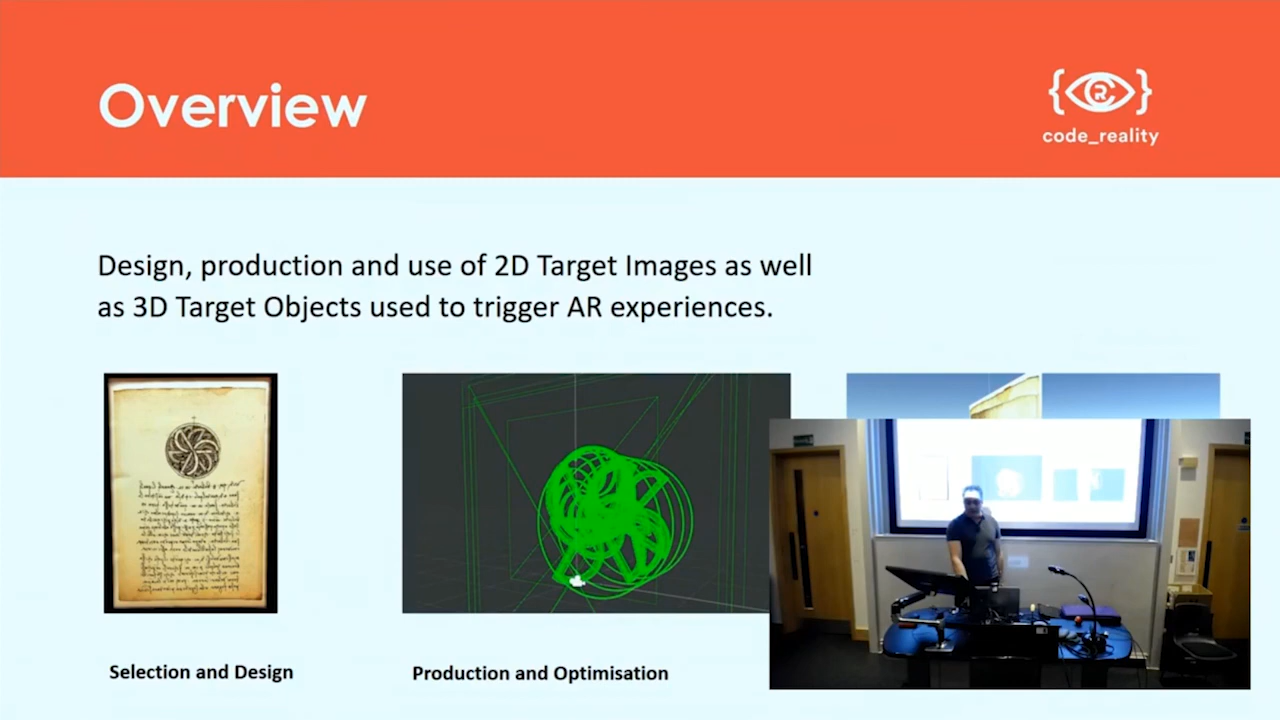 Overview
code_reality
Design, production and use of 2D Target Images as well
as 3D Target Objects used to trigger AR experiences.
Selection and Design
Production and Optimisation